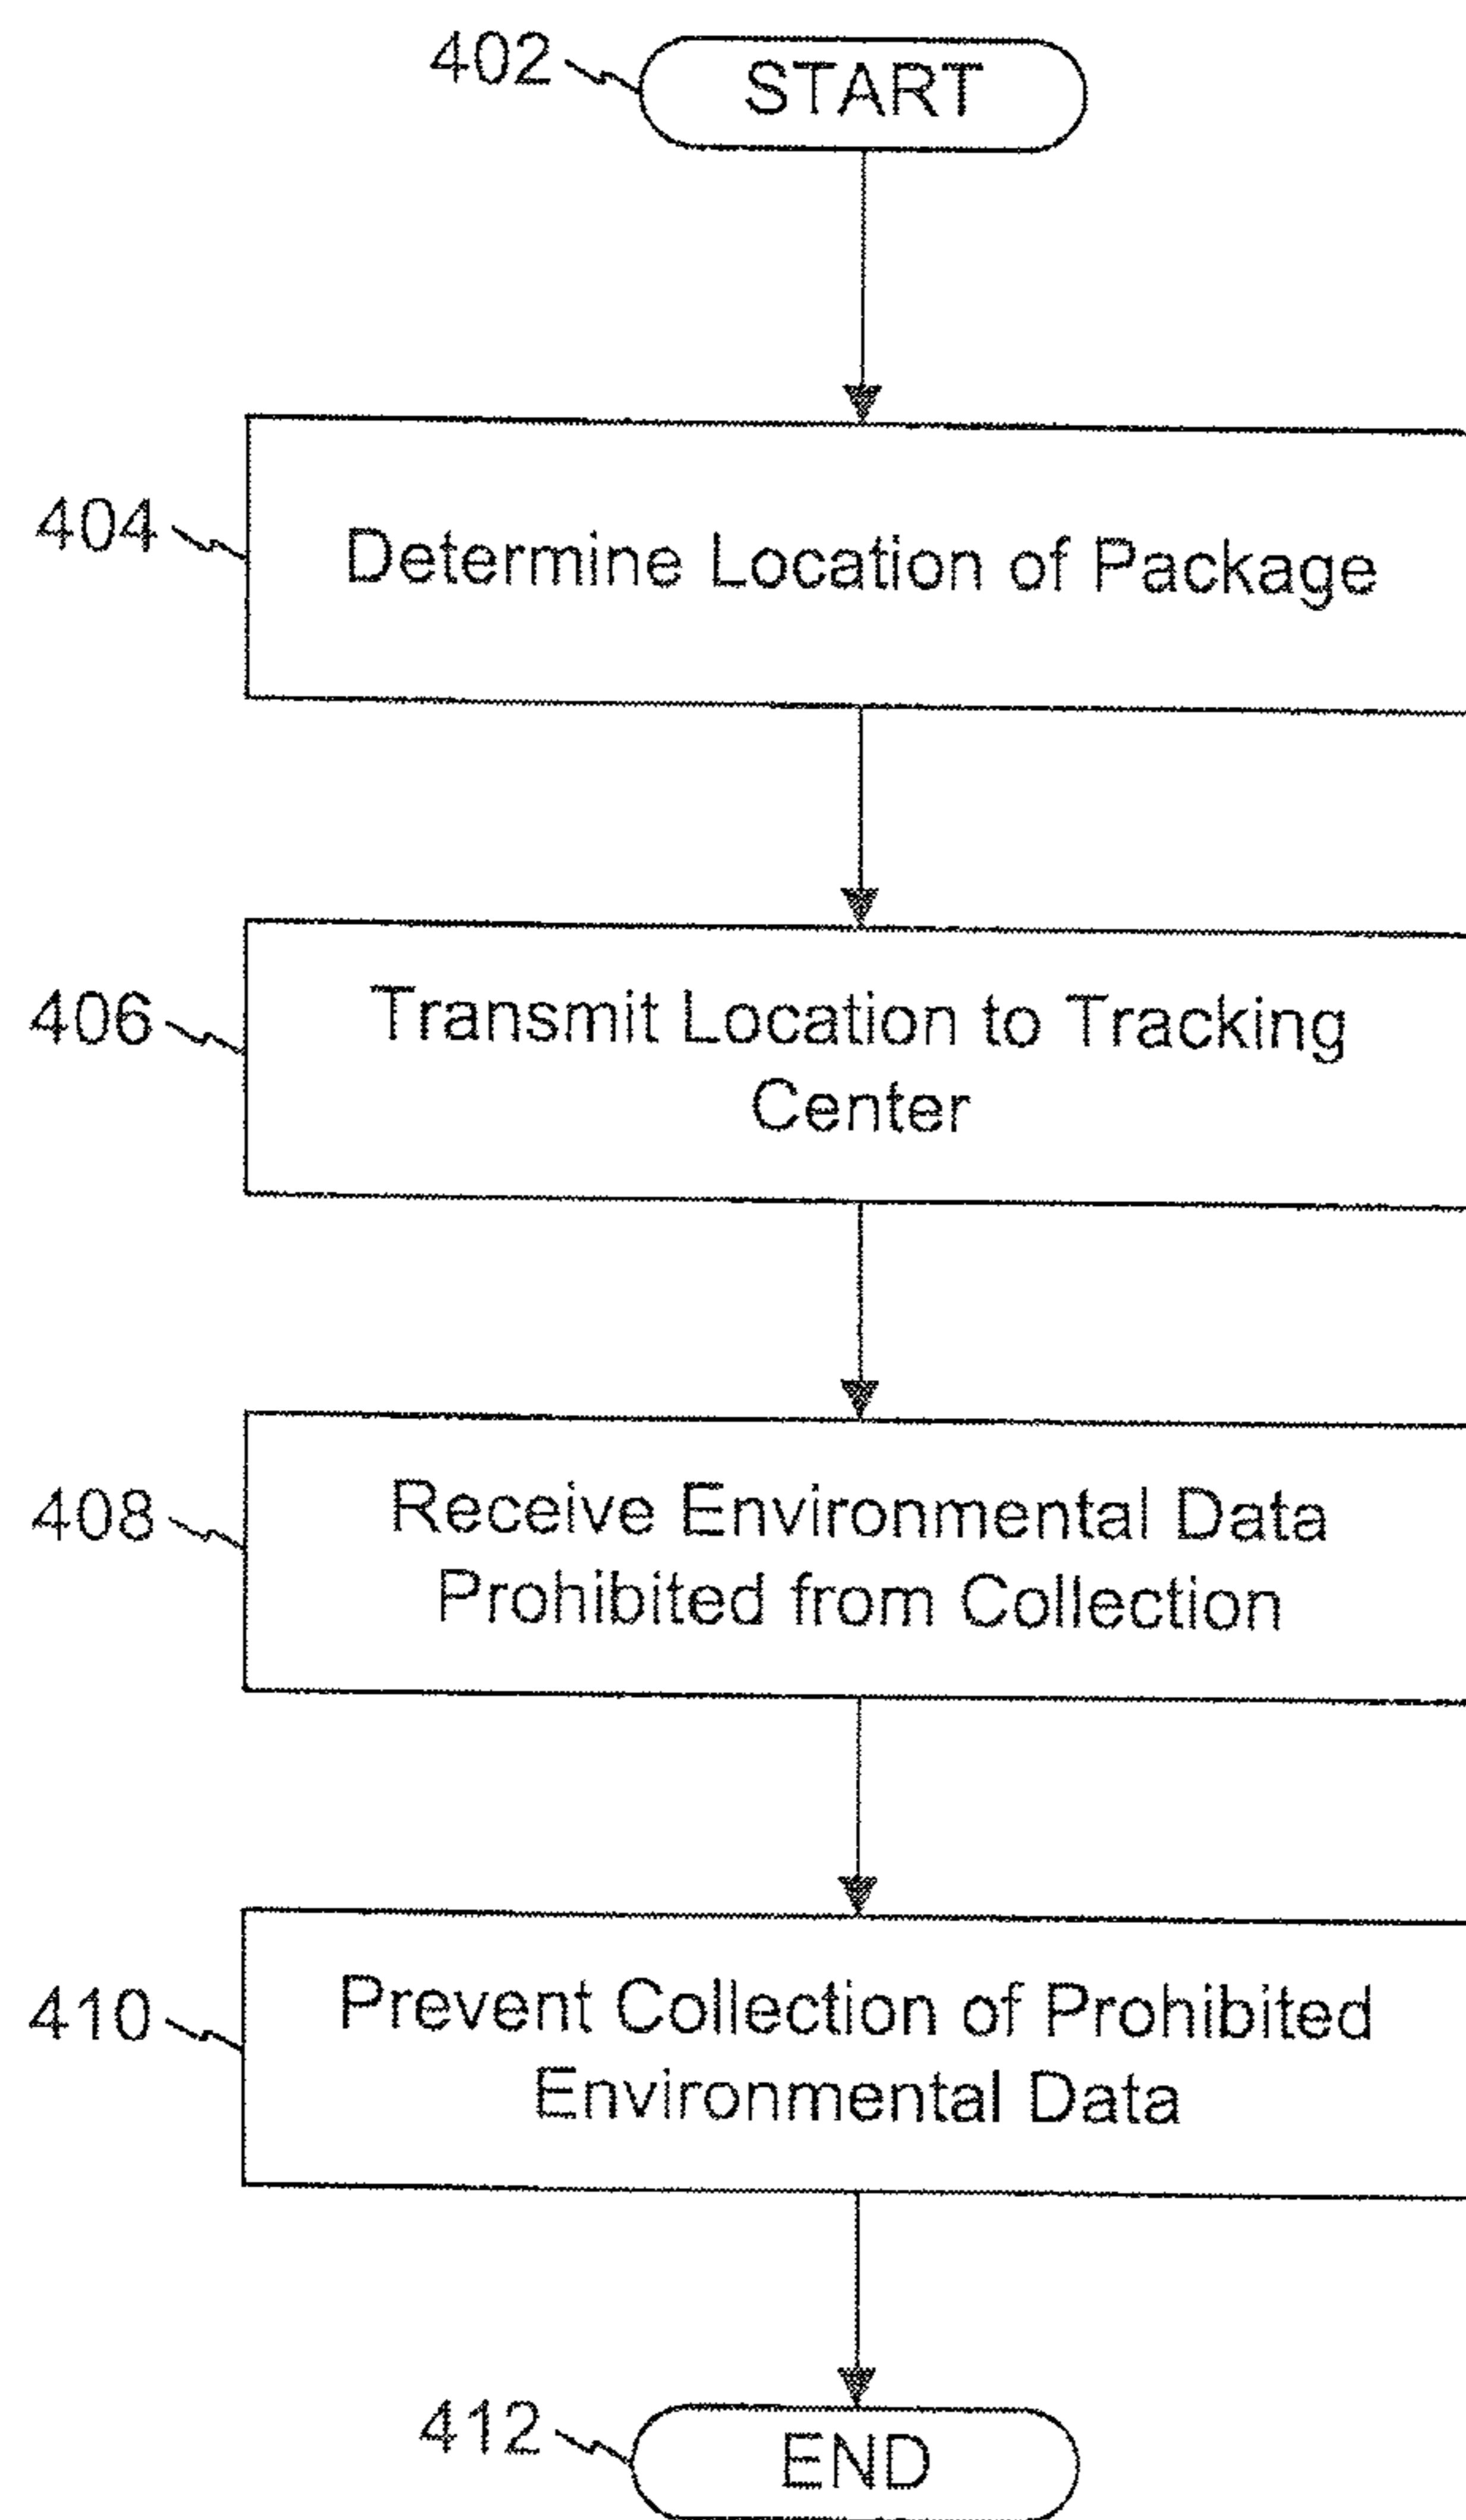 402
START
404
Determine Location of Package
406
Transmit Location to Tracking
Center
408
Receive Environmental Data
Prohibited from Collection
410
Prevent Collection of Prohibited
Environmental Data
412
END